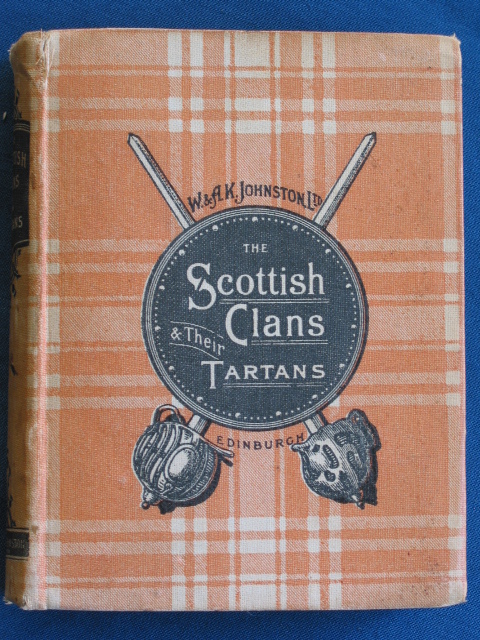 W. & A. K. JOHNSTON, LTD
THE
Scottish
Clans
& Their
TARTANS
EDINBURGH